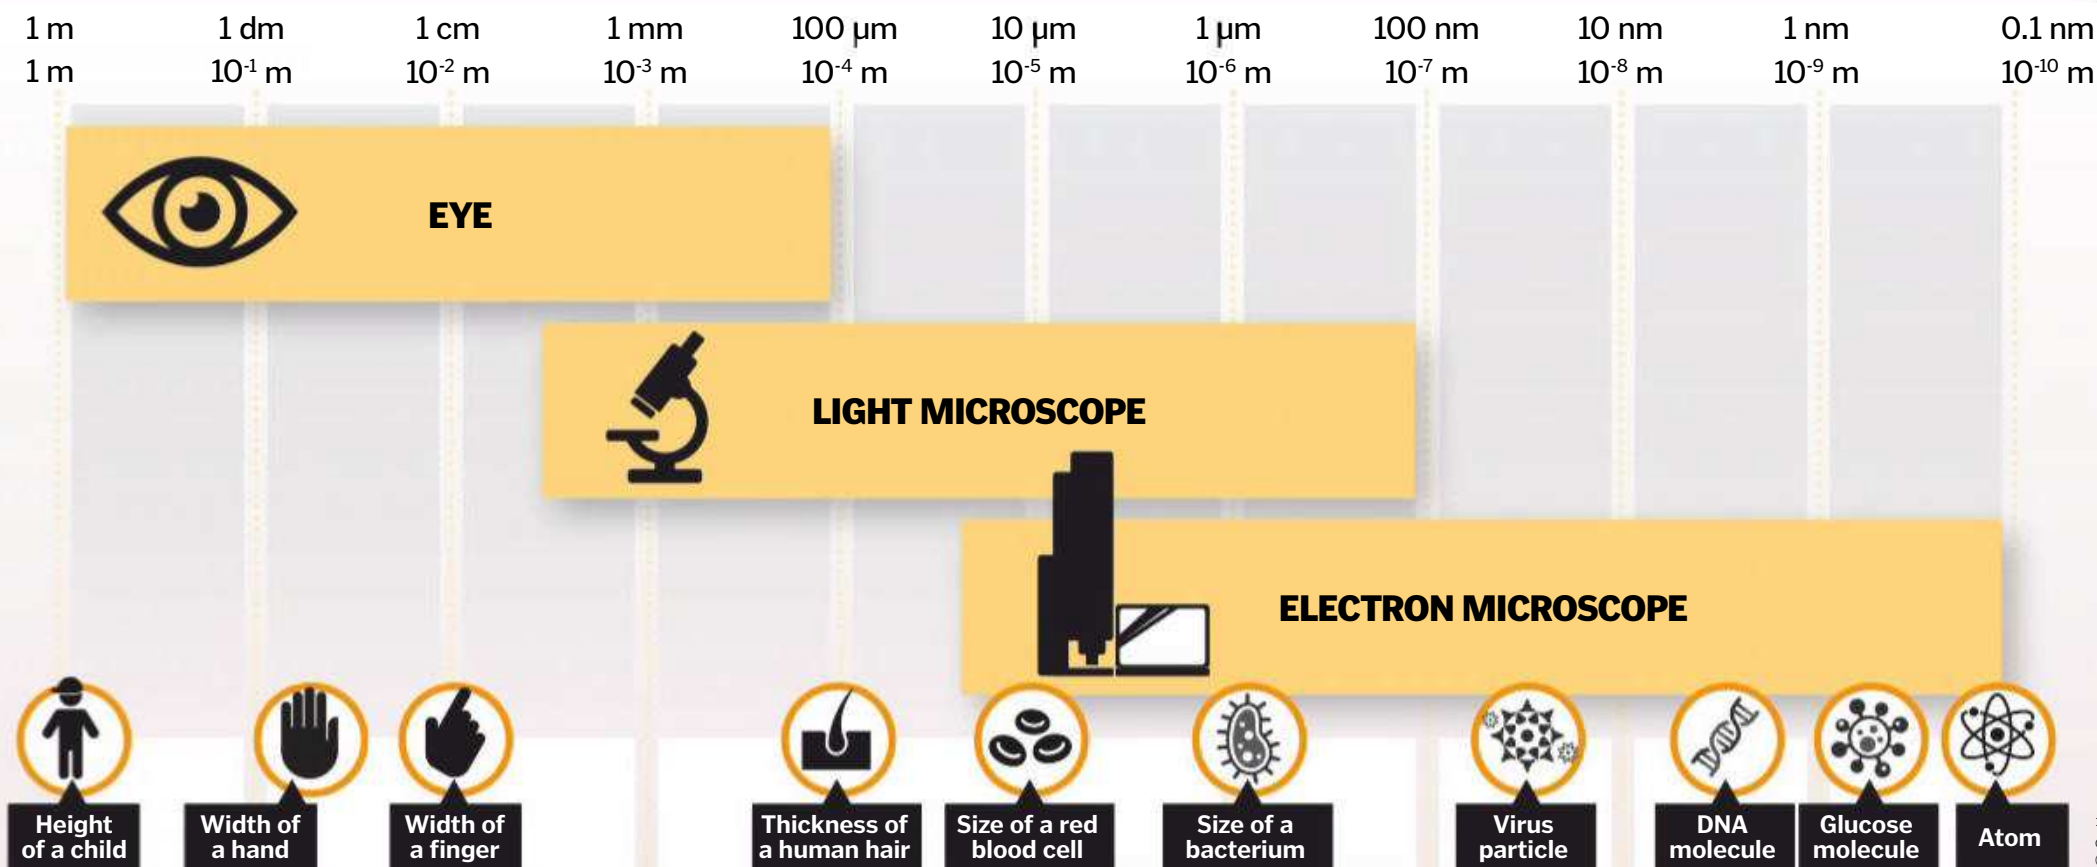 1 m 1 dm 1 cm 1 mm 100 µm 10 µm 1 µm 100 nm 10 nm 1 nm 0.1 nm
1 m 10⁻¹ m 10⁻² m 10⁻³ m 10⁻⁴ m 10⁻⁵ m 10⁻⁶ m 10⁻⁷ m 10⁻⁸ m 10⁻⁹ m 10⁻¹⁰ m
EYE
LIGHT MICROSCOPE
ELECTRON MICROSCOPE
Height
of a child
Width of
a hand
Width of
a finger
Thickness of
a human hair
Size of a red
blood cell
Size of a
bacterium
Virus
particle
DNA
molecule
Glucose
molecule
Atom